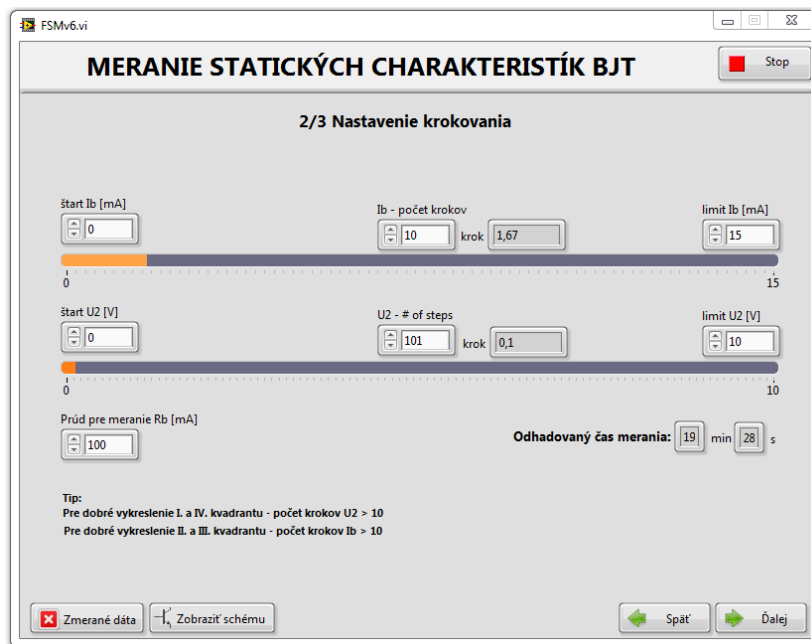 FSMv6.vi
MERANIE STATICKÝCH CHARAKTERISTÍK BJT
Stop
2/3 Nastavenie krokovania
štart Ib [mA]
Ib - počet krokov
limit Ib [mA]
0
10
krok
1,67
15
0
15
štart U2 [V]
U2 - # of steps
limit U2 [V]
0
101
krok
0,1
10
0
10
Prúd pre meranie Rb [mA]
100
Odhadovaný čas merania: 19 min 28 s
Tip:
Pre dobré vykreslenie I. a IV. kvadrantu - počet krokov U2 > 10
Pre dobré vykreslenie II. a III. kvadrantu - počet krokov Ib > 10
Zmerané dáta
Zobraziť schému
Späť
Ďalej